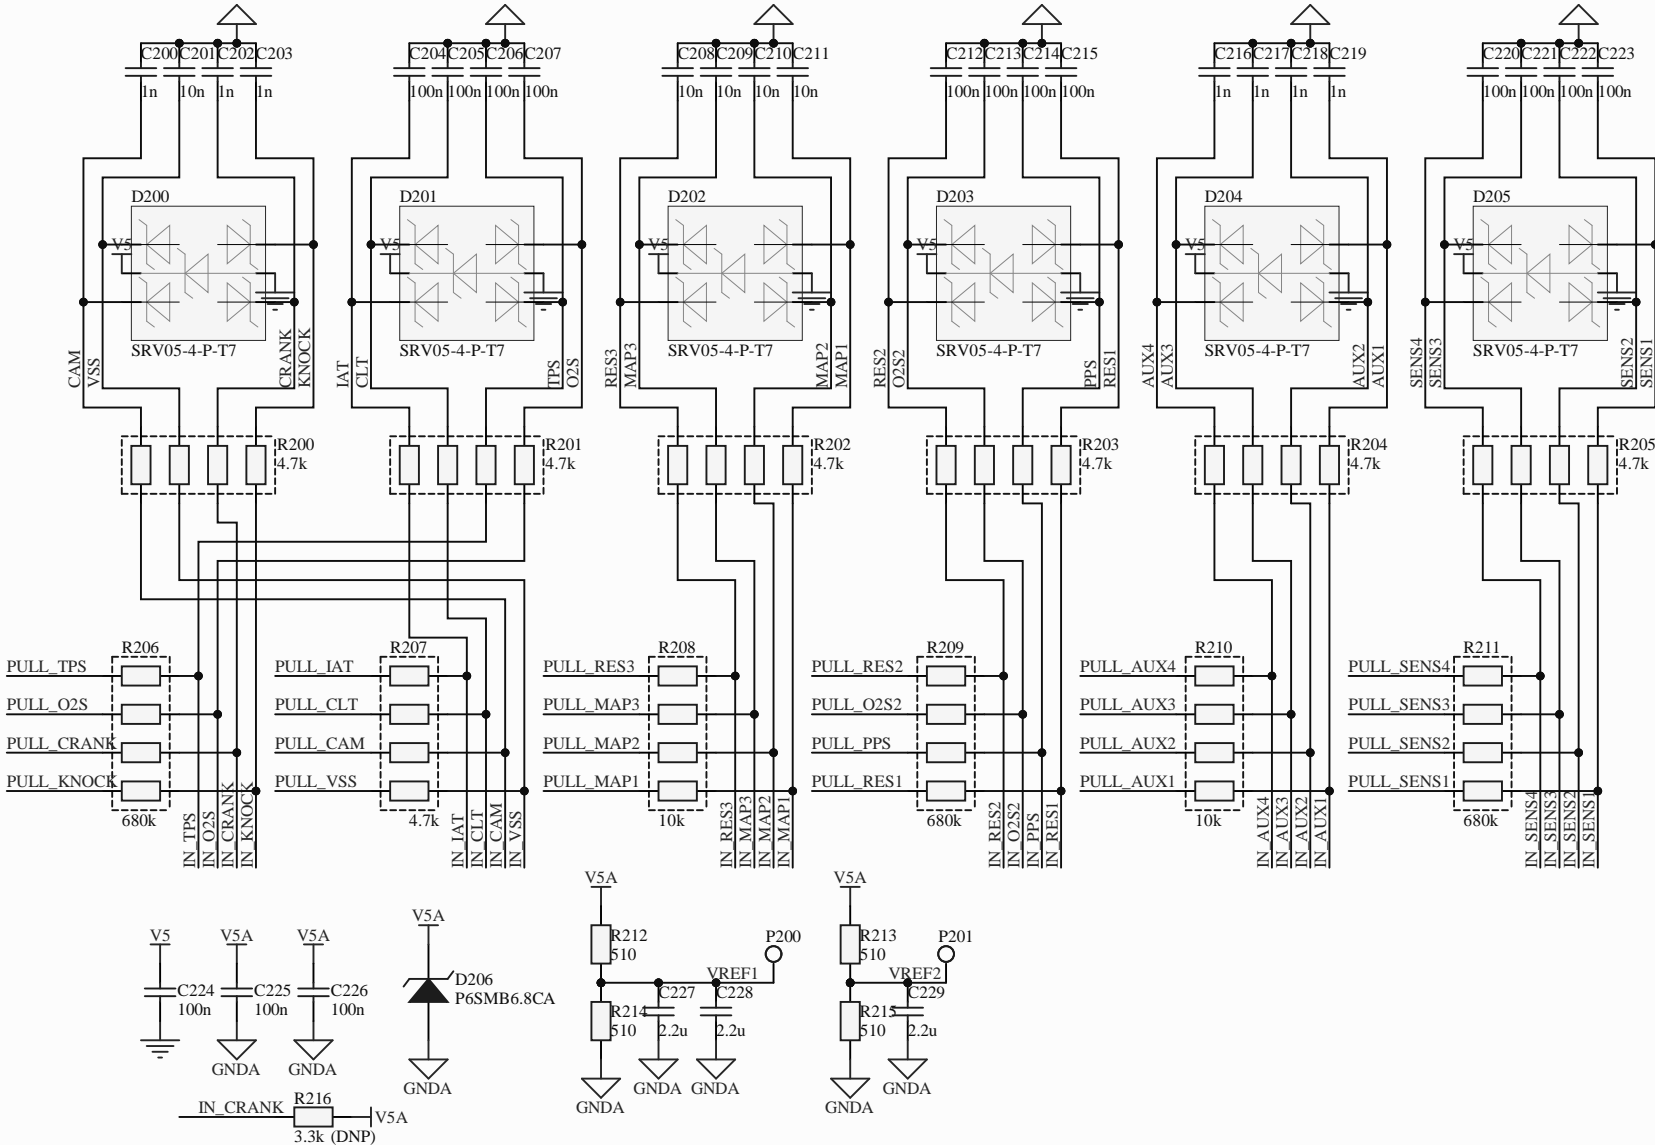 C200 C201 C202 C203 C204 C205 C206 C207 C208 C209 C210 C211 C212 C213 C214 C215 C216 C217 C218 C219 C220 C221 C222 C223
1n 10n 1n 1n 100n 100n 100n 100n 10n 10n 10n 10n 100n 100n 100n 100n 1n 1n 1n 1n 100n 100n 100n 100n
D200 D201 D202 D203 D204 D205
V5 V5 V5 V5 V5 V5
SRV05-4-P-T7 SRV05-4-P-T7 SRV05-4-P-T7 SRV05-4-P-T7 SRV05-4-P-T7 SRV05-4-P-T7
CAM VSS CRANK KNOCK IAT CLT TPS O2S RES3 MAP3 MAP2 MAP1 RES2 O2S2 PPS RES1 AUX4 AUX3 AUX2 AUX1 SENS4 SENS3 SENS2 SENS1
R200 R201 R202 R203 R204 R205
4.7k 4.7k 4.7k 4.7k 4.7k 4.7k
R206 R207 R208 R209 R210 R211
PULL_TPS PULL_IAT PULL_RES3 PULL_RES2 PULL_AUX4 PULL_SENS4
PULL_O2S PULL_CLT PULL_MAP3 PULL_O2S2 PULL_AUX3 PULL_SENS3
PULL_CRANK PULL_CAM PULL_MAP2 PULL_PPS PULL_AUX2 PULL_SENS2
PULL_KNOCK PULL_VSS PULL_MAP1 PULL_RES1 PULL_AUX1 PULL_SENS1
680k 4.7k 10k 680k 10k 680k
IN_TPS IN_O2S IN_CRANK IN_KNOCK IN_IAT IN_CLT IN_CAM IN_VSS IN_RES3 IN_MAP3 IN_MAP2 IN_MAP1 IN_RES2 IN_O2S2 IN_PPS IN_RES1 IN_AUX4 IN_AUX3 IN_AUX2 IN_AUX1 IN_SENS4 IN_SENS3 IN_SENS2 IN_SENS1
V5A V5A
V5 V5A V5A V5A
R212 P200 R213 P201
510 510
VREF1 VREF2
D206
P6SMB6.8CA
C224 C225 C226 C227 C228 C229
100n 100n 100n
R214 R215
510 2.2u 2.2u 510 2.2u
GNDA GNDA GNDA GNDA GNDA GNDA
GNDA GNDA
IN_CRANK R216 V5A
3.3k (DNP)